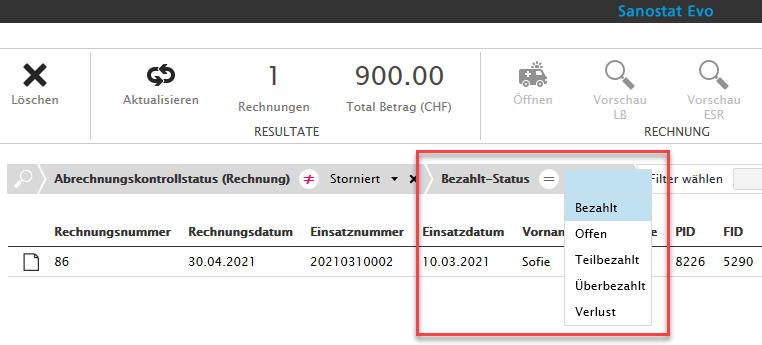 Sanostat Evo
Löschen
Aktualisieren
1
Rechnungen
900.00
Total Betrag (CHF)
RESULTATE
Öffnen
Vorschau
LB
Vorschau
ESR
RECHNUNG
Abrechnungskontrollstatus (Rechnung) ≠ Storniert
Bezahlt-Status =
Filter wählen
Bezahlt
Offen
Teilbezahlt
Überbezahlt
Verlust
Rechnungsnummer Rechnungsdatum Einsatznummer Einsatzdatum PID FID
86 30.04.2021 20210310002 10.03.2021 Sofie 8226 5290